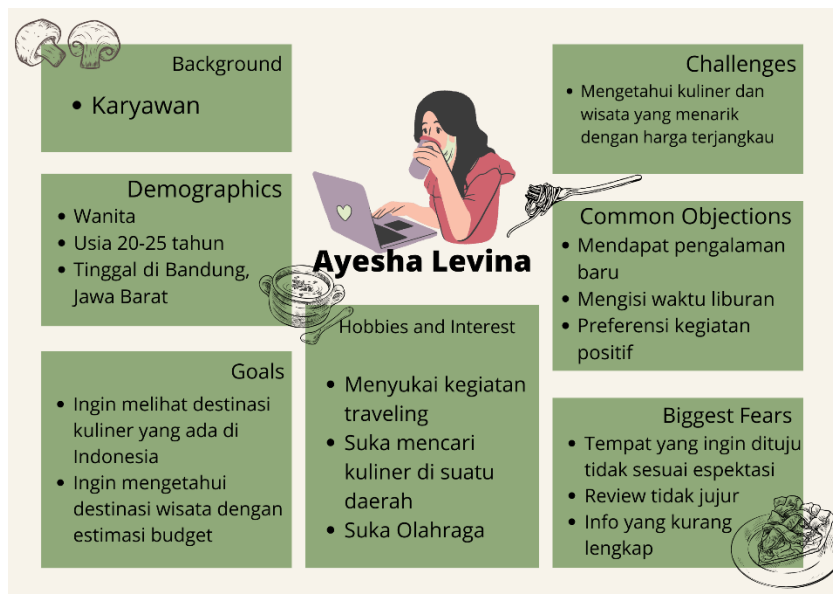 Background
• Karyawan
Demographics
• Wanita
• Usia 20-25 tahun
• Tinggal di Bandung,
Jawa Barat
Goals
• Ingin melihat destinasi
kuliner yang ada di
Indonesia
• Ingin mengetahui
destinasi wisata dengan
estimasi budget
Ayesha Levina
Hobbies and Interest
• Menyukai kegiatan
traveling
• Suka mencari
kuliner di suatu
daerah
• Suka Olahraga
Challenges
• Mengetahui kuliner dan
wisata yang menarik
dengan harga terjangkau
Common Objections
• Mendapat pengalaman
baru
• Mengisi waktu liburan
• Preferensi kegiatan
positif
Biggest Fears
• Tempat yang ingin dituju
tidak sesuai espektasi
• Review tidak jujur
• Info yang kurang
lengkap